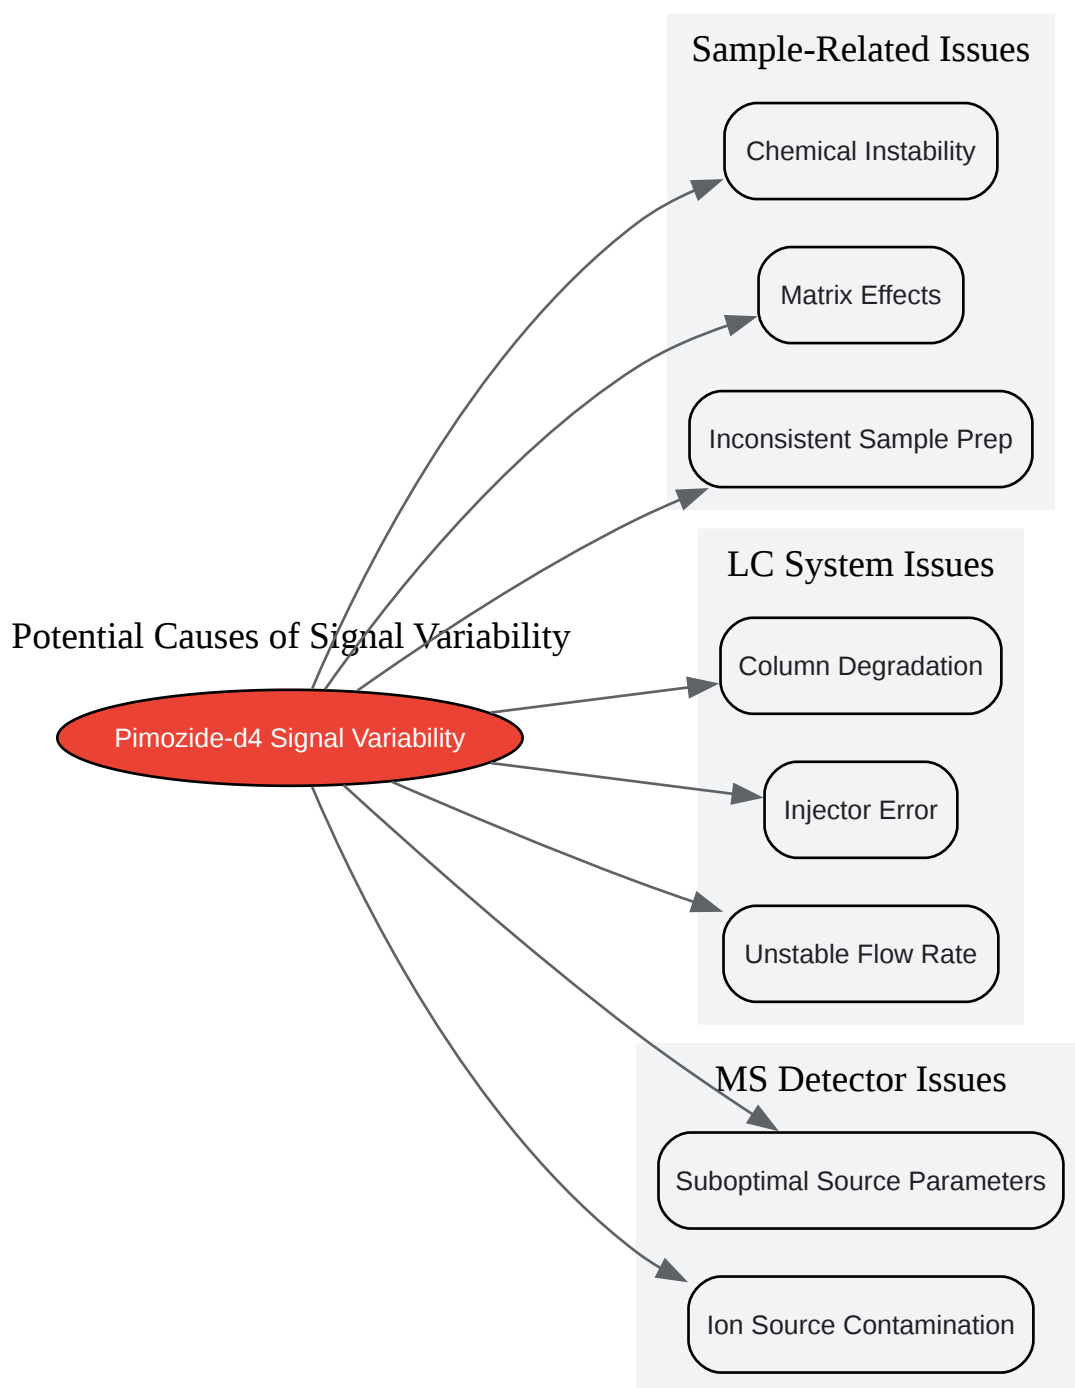 Sample-Related Issues
Chemical Instability
Matrix Effects
Inconsistent Sample Prep
LC System Issues
Potential Causes of Signal Variability
Column Degradation
Pimozide-d4 Signal Variability
Injector Error
Unstable Flow Rate
MS Detector Issues
Suboptimal Source Parameters
Ion Source Contamination